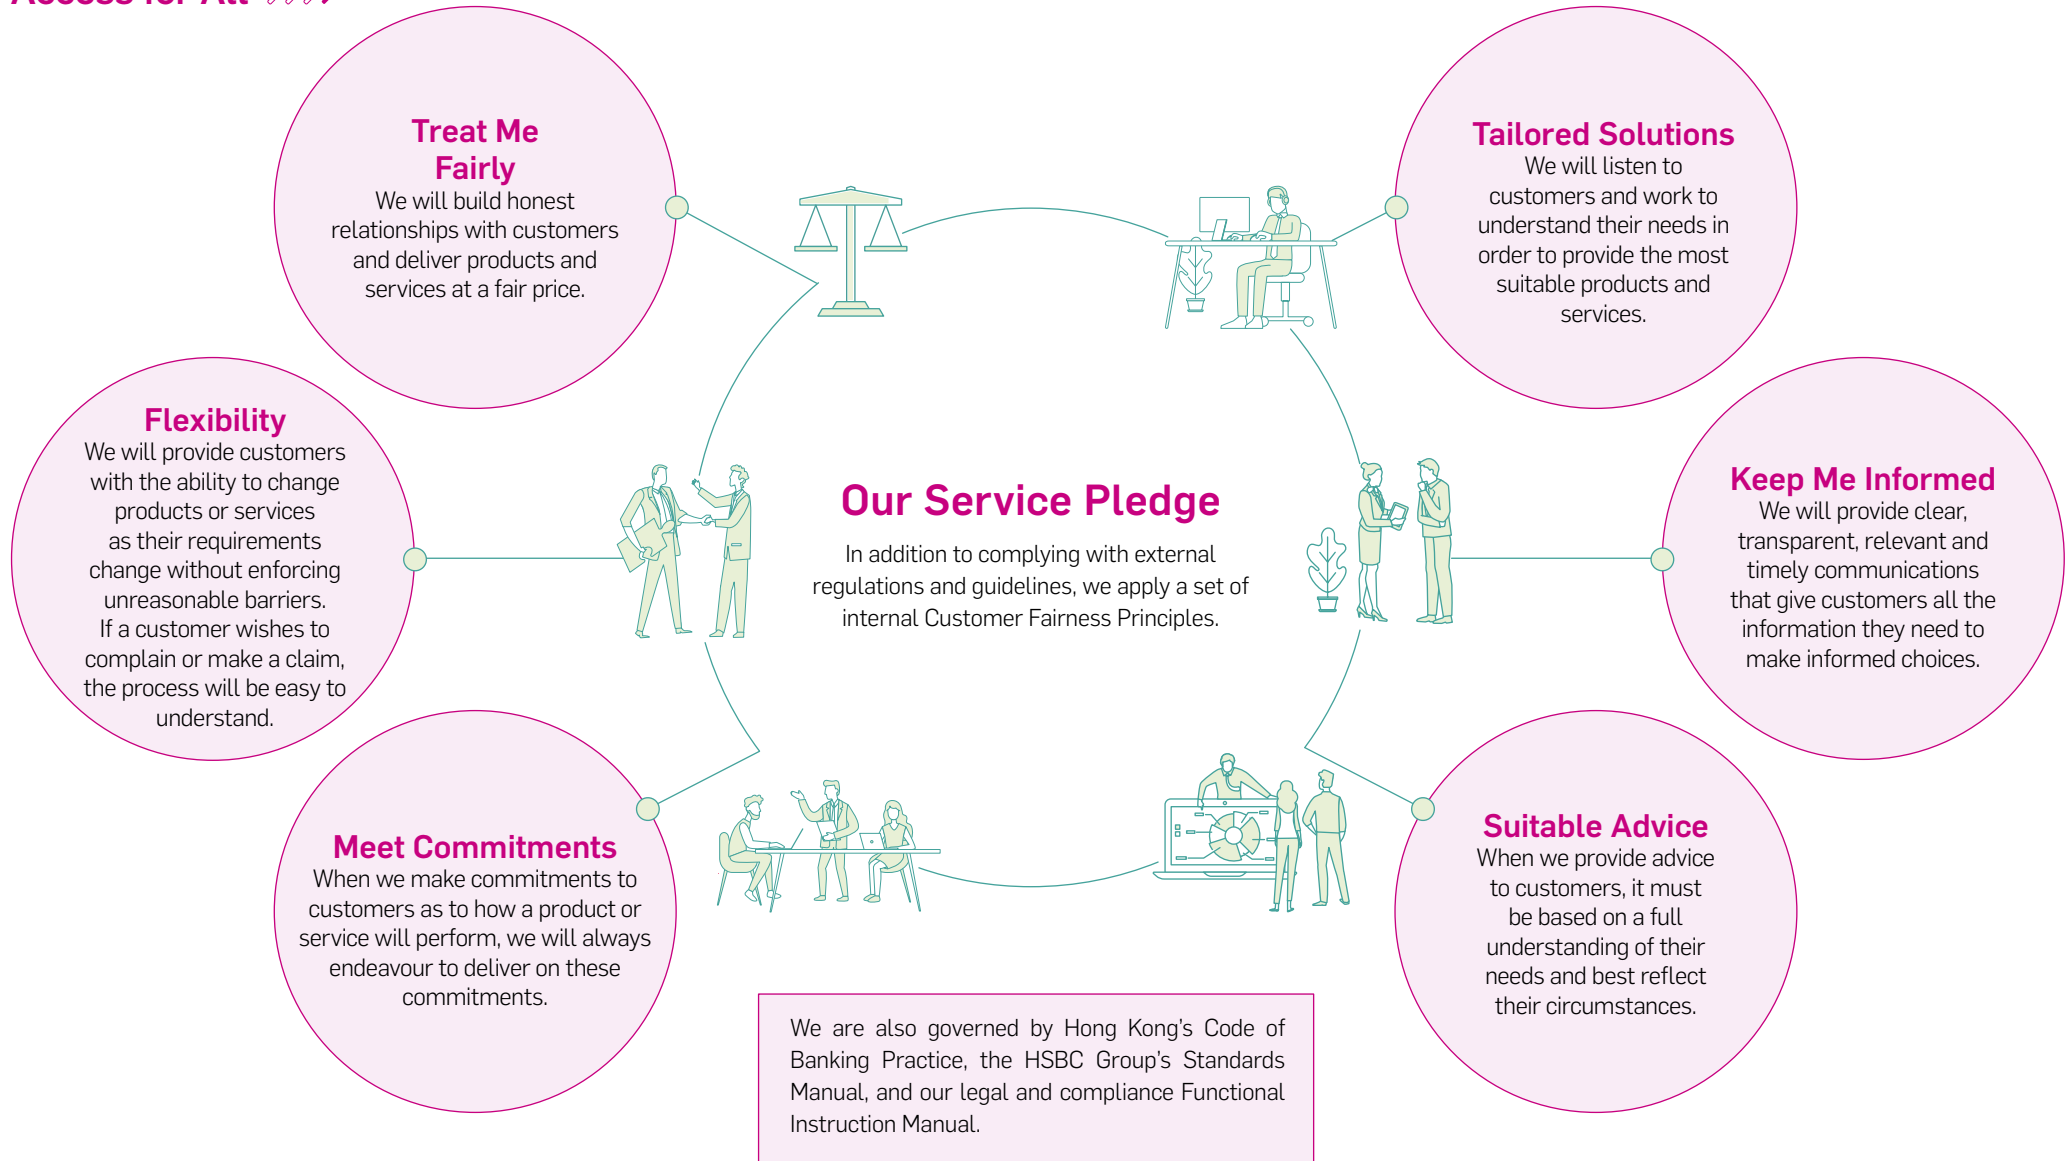 Access for All
Treat Me
Fairly
We will build honest
relationships with customers
and deliver products and
services at a fair price.
Tailored Solutions
We will listen to
customers and work to
understand their needs in
order to provide the most
suitable products and
services.
Flexibility
We will provide customers
with the ability to change
products or services
as their requirements
change without enforcing
unreasonable barriers.
If a customer wishes to
complain or make a claim,
the process will be easy to
understand.
Our Service Pledge
In addition to complying with external
regulations and guidelines, we apply a set of
internal Customer Fairness Principles.
Keep Me Informed
We will provide clear,
transparent, relevant and
timely communications
that give customers all the
information they need to
make informed choices.
Meet Commitments
When we make commitments to
customers as to how a product or
service will perform, we will always
endeavour to deliver on these
commitments.
Suitable Advice
When we provide advice
to customers, it must
be based on a full
understanding of their
needs and best reflect
their circumstances.
We are also governed by Hong Kong's Code of
Banking Practice, the HSBC Group's Standards
Manual, and our legal and compliance Functional
Instruction Manual.